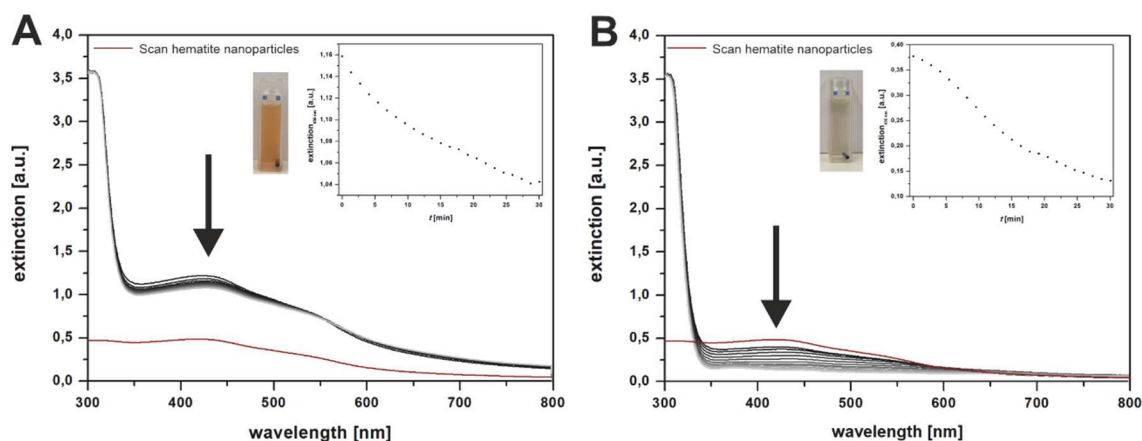 A
Scan hematite nanoparticles
extinction [a.u.]
4,0
3,5
3,0
2,5
2,0
1,5
1,0
0,5
0,0
300 400 500 600 700 800
wavelength [nm]
extinction [a.u.]
1,16
1,14
1,12
1,10
1,08
1,06
1,04
0 5 10 15 20 25 30
t [min]
B
Scan hematite nanoparticles
extinction [a.u.]
4,0
3,5
3,0
2,5
2,0
1,5
1,0
0,5
0,0
300 400 500 600 700 800
wavelength [nm]
extinction [a.u.]
0,40
0,35
0,30
0,25
0,20
0,15
0,10
0 5 10 15 20 25 30
t [min]